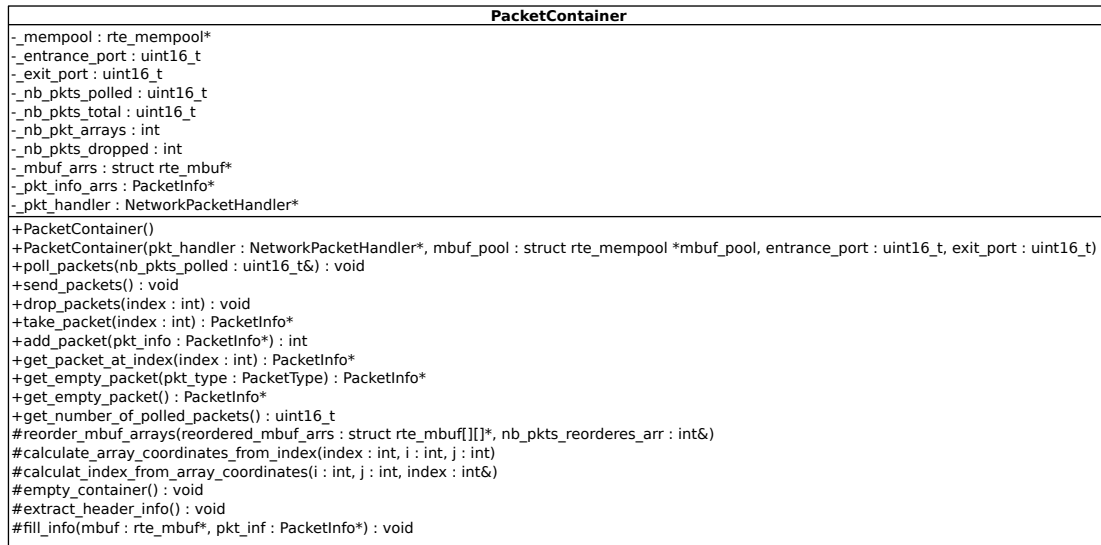 PacketContainer
-_mempool : rte_mempool*
-_entrance_port : uint16_t
-_exit_port : uint16_t
-_nb_pkts_polled : uint16_t
-_nb_pkts_total : uint16_t
-_nb_pkt_arrays : int
-_nb_pkts_dropped : int
-_mbuf_arrs : struct rte_mbuf*
-_pkt_info_arrs : PacketInfo*
-_pkt_handler : NetworkPacketHandler*
+PacketContainer()
+PacketContainer(pkt_handler : NetworkPacketHandler*, mbuf_pool : struct rte_mempool *mbuf_pool, entrance_port : uint16_t, exit_port : uint16_t)
+poll_packets(nb_pkts_polled : uint16_t&) : void
+send_packets() : void
+drop_packets(index : int) : void
+take_packet(index : int) : PacketInfo*
+add_packet(pkt_info : PacketInfo*) : int
+get_packet_at_index(index : int) : PacketInfo*
+get_empty_packet(pkt_type : PacketType) : PacketInfo*
+get_empty_packet() : PacketInfo*
+get_number_of_polled_packets() : uint16_t
#reorder_mbuf_arrays(reordered_mbuf_arrs : struct rte_mbuf[][]*, nb_pkts_reorderes_arr : int&)
#calculate_array_coordinates_from_index(index : int, i : int, j : int)
#calculat_index_from_array_coordinates(i : int, j : int, index : int&)
#empty_container() : void
#extract_header_info() : void
#fill_info(mbuf : rte_mbuf*, pkt_inf : PacketInfo*) : void